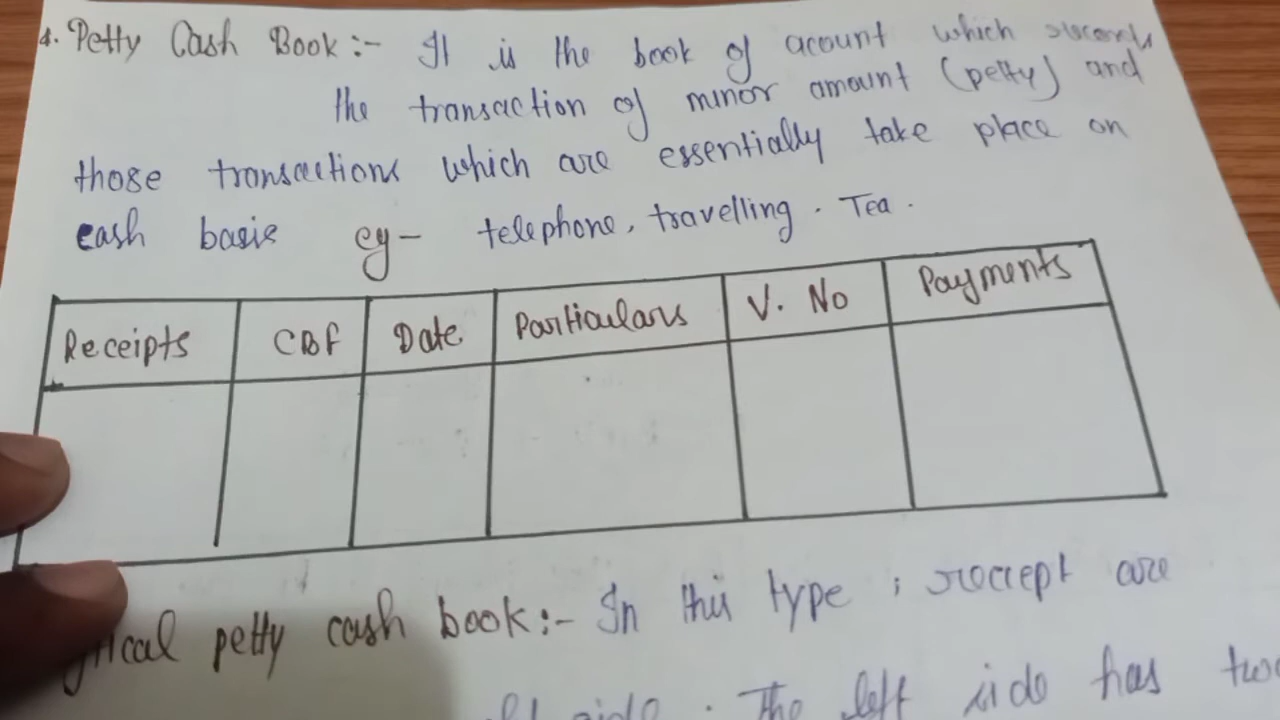 4. Petty Cash Book :- It is the book of acount which records
the transaction of minor amount (petty) and
those transactions which are essentially take place on
cash basis eg- telephone, travelling. Tea.
Receipts CBF Date Particulars V. No Payments
petty cash book :- In this type, receipt are
side. The left side has two